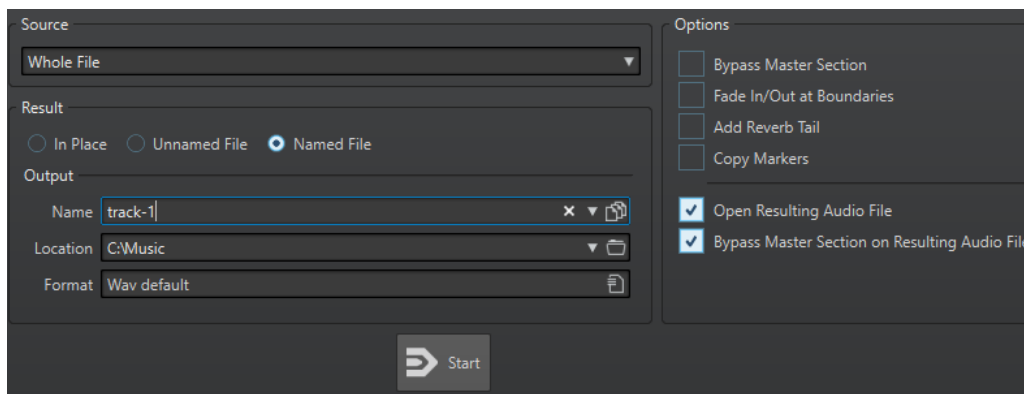 Source
Whole File
Result
In Place Unnamed File Named File
Output
Name track-1
Location C:\Music
Format Wav default
Start
Options
Bypass Master Section
Fade In/Out at Boundaries
Add Reverb Tail
Copy Markers
Open Resulting Audio File
Bypass Master Section on Resulting Audio File